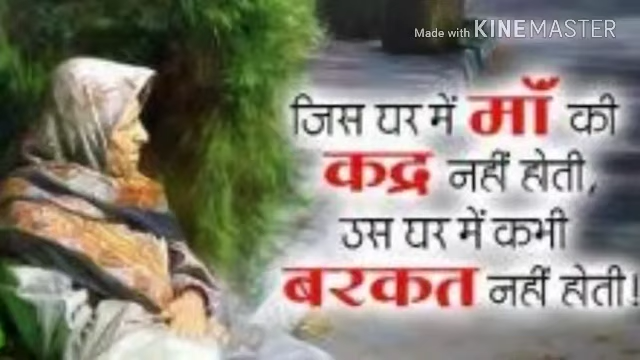 Made with KINEMASTER
जिस घर में माँ की
कद्र नहीं होती,
उस घर में कभी
बरकत नहीं होती!